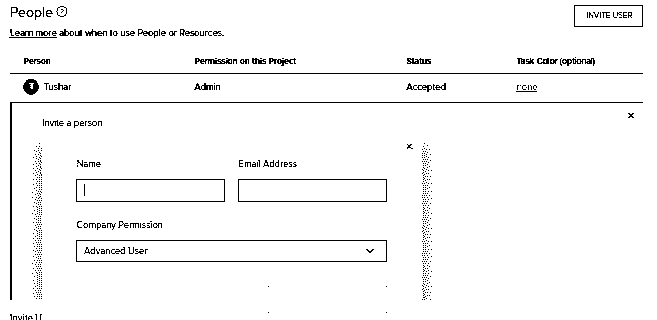 People ?
INVITE USER
Learn more about when to use People or Resources.
Person Permission on this Project Status Task Color (optional)
T Tushar Admin Accepted none
Invite a person
Name Email Address
Company Permission
Advanced User
Invite